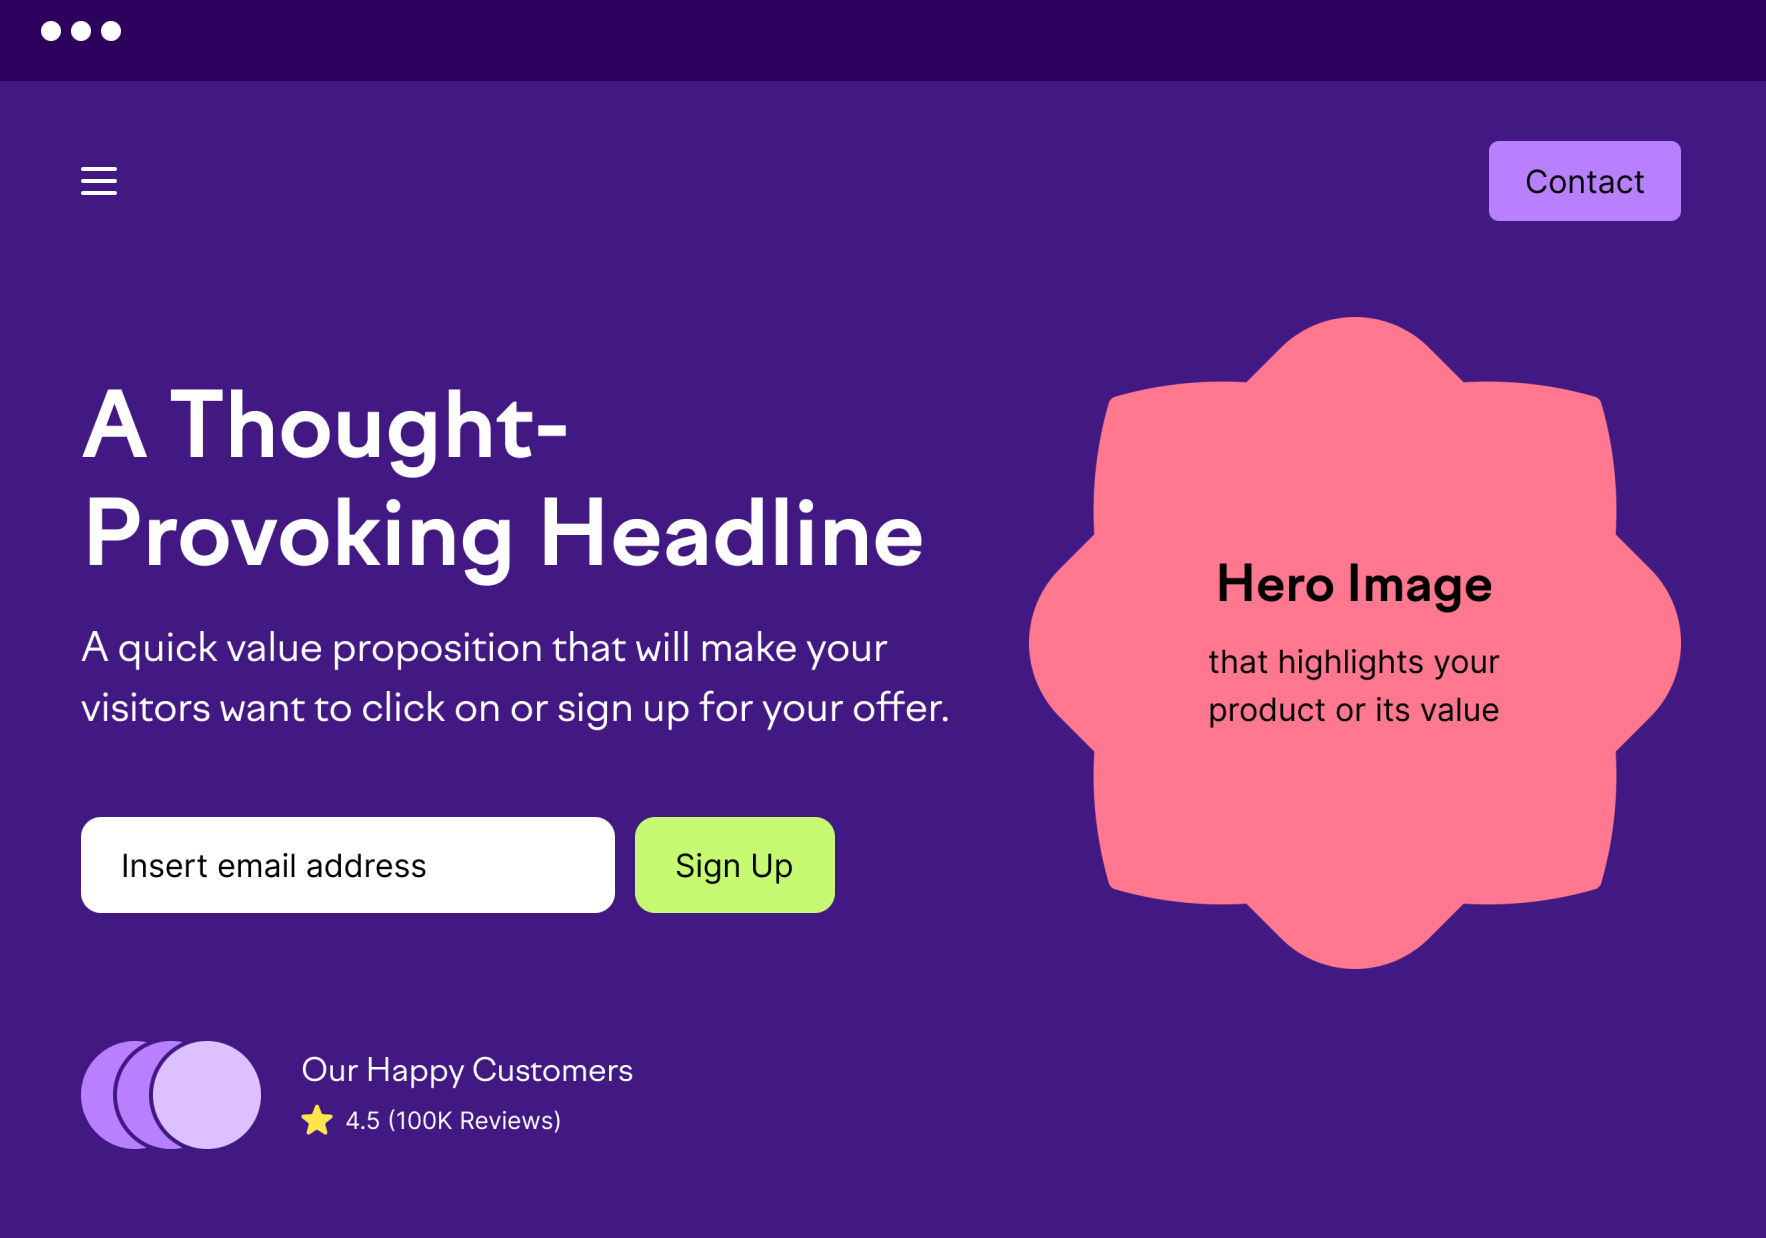 Contact
A Thought-
Provoking Headline
A quick value proposition that will make your
visitors want to click on or sign up for your offer.
Insert email address
Sign Up
Hero Image
that highlights your
product or its value
Our Happy Customers
4.5 (100K Reviews)